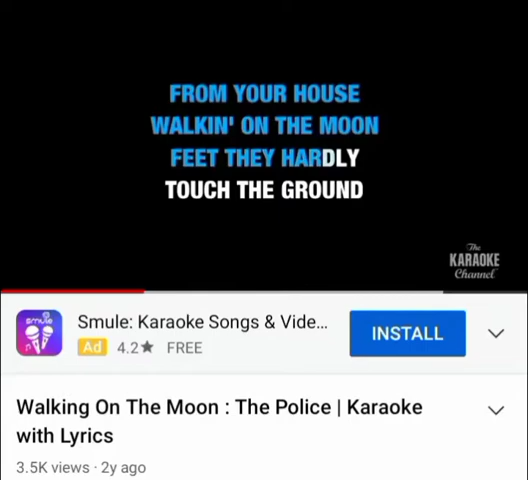 FROM YOUR HOUSE
WALKIN' ON THE MOON
FEET THEY HARDLY
TOUCH THE GROUND
The
KARAOKE
Channel
smule
Smule: Karaoke Songs & Vide...
INSTALL
Ad 4.2★ FREE
Walking On The Moon : The Police | Karaoke
with Lyrics
3.5K views · 2y ago